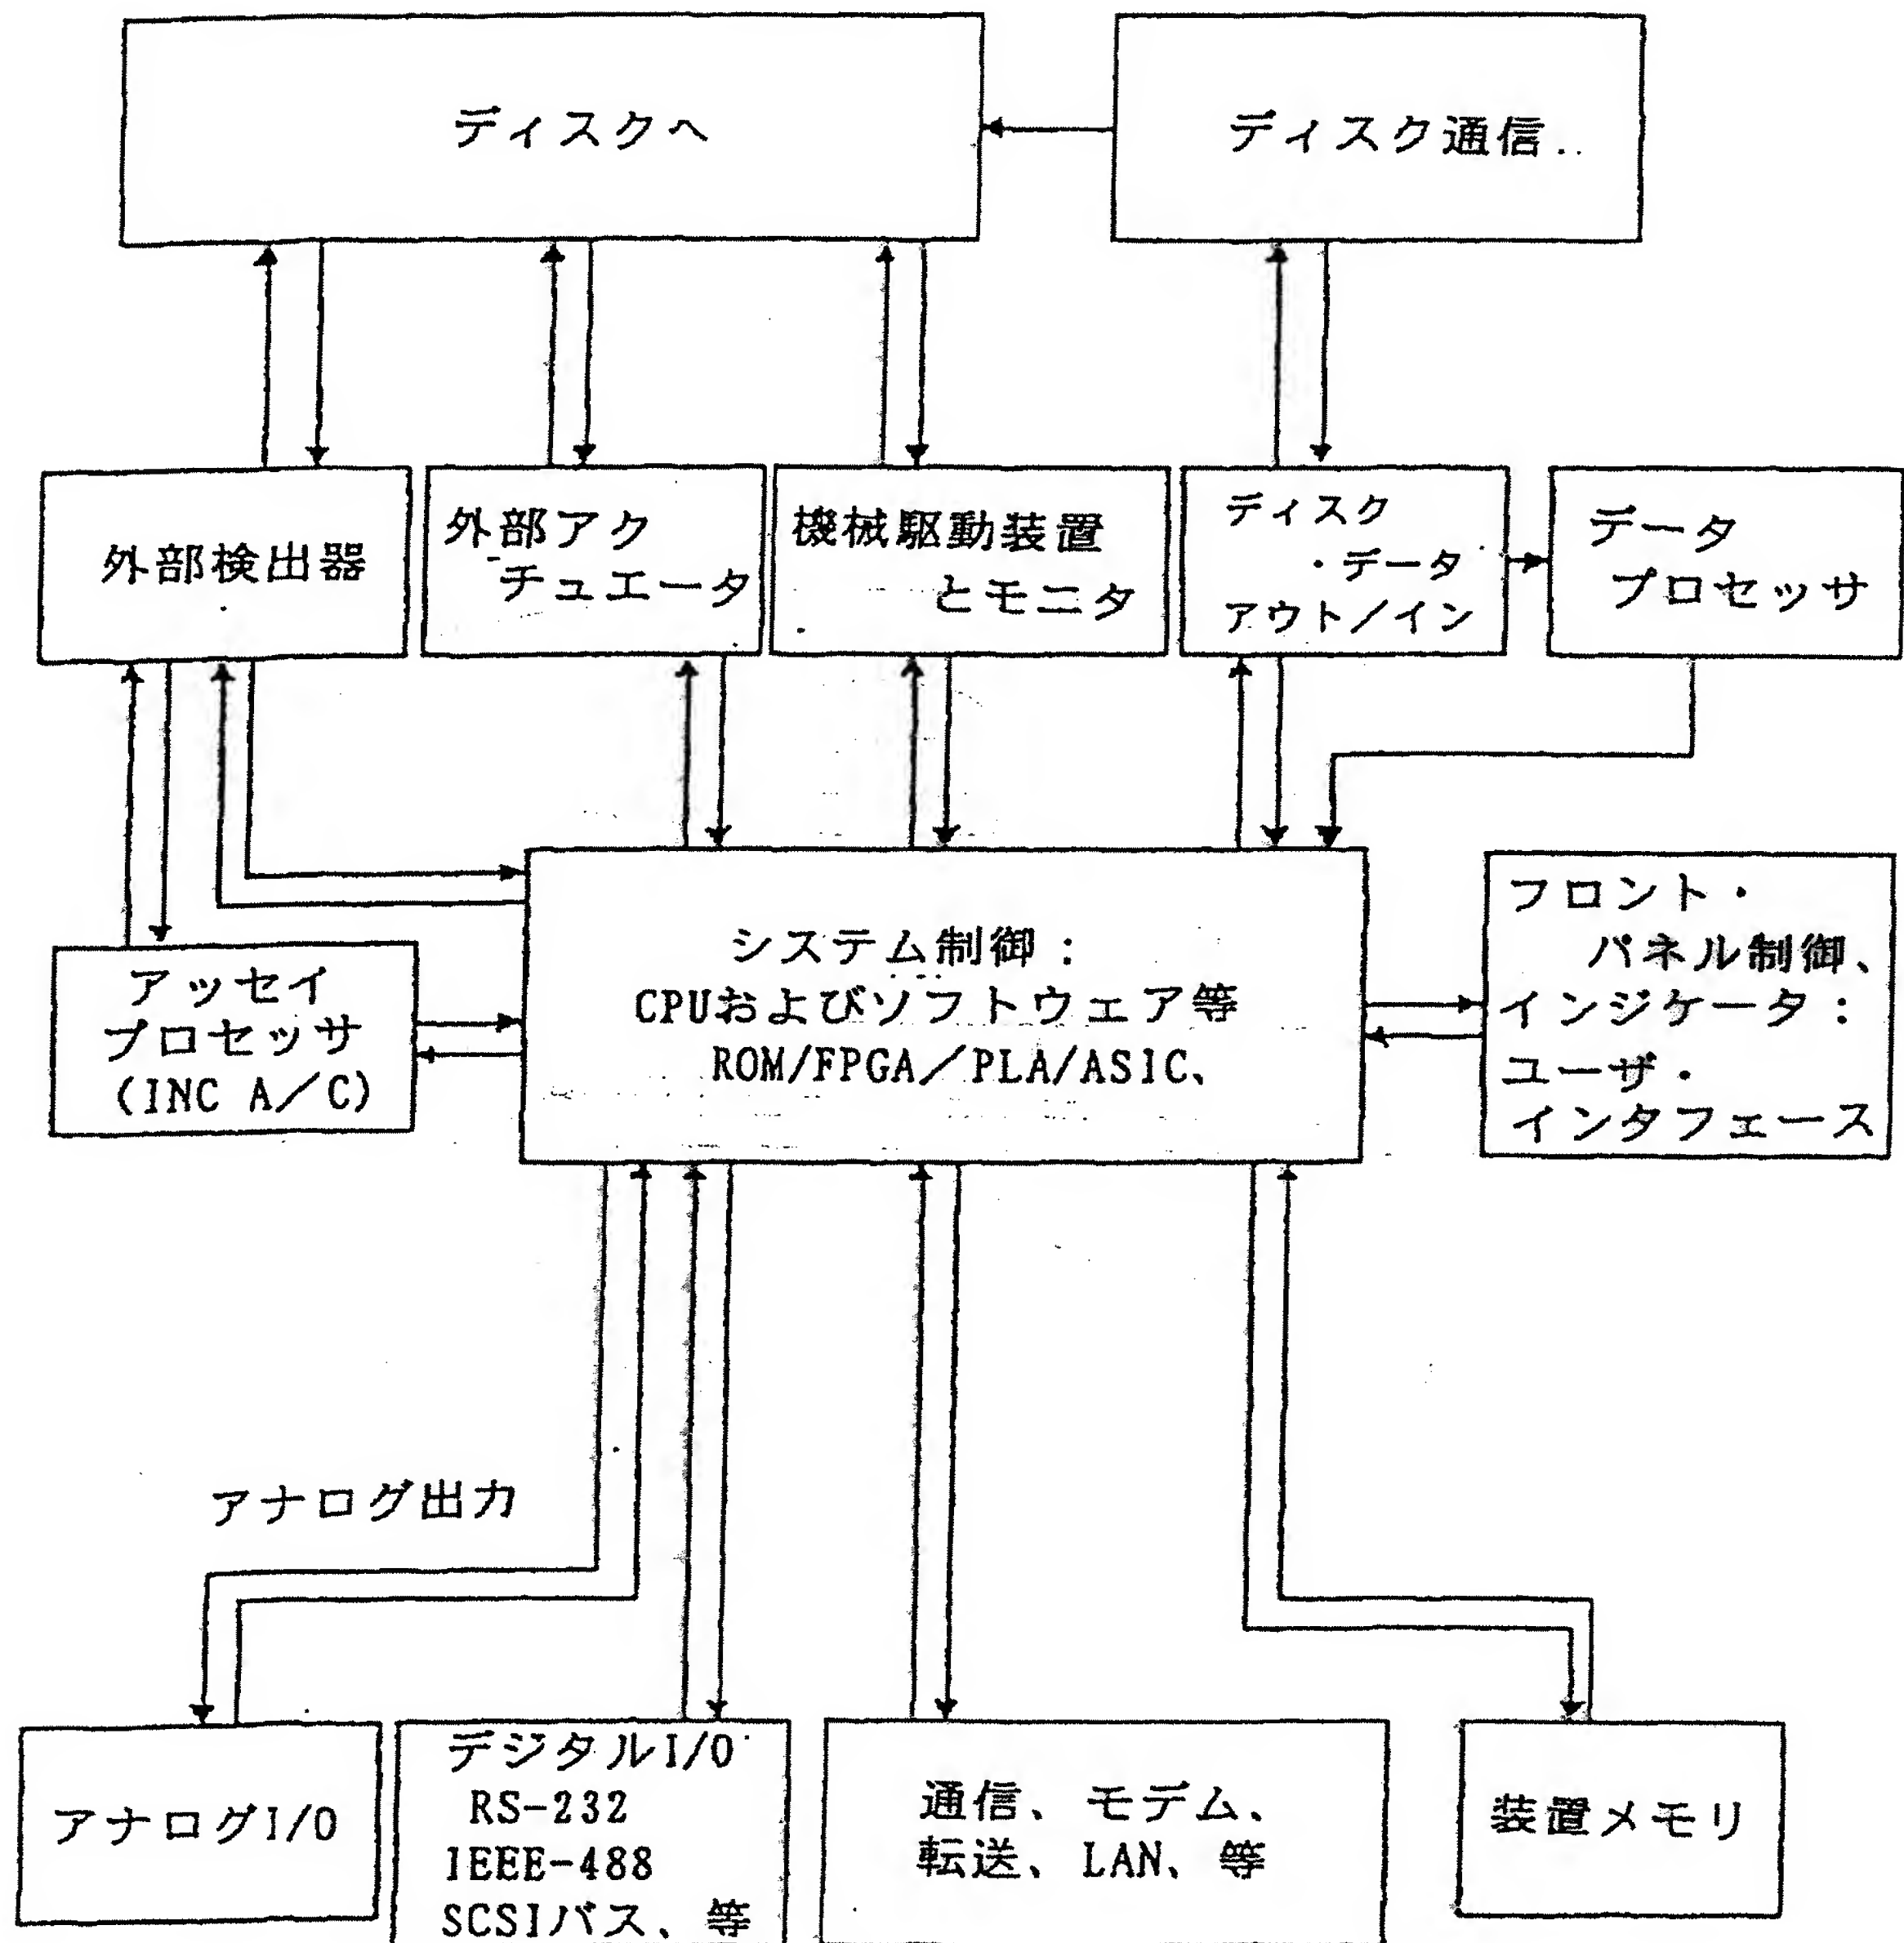 ディスクへ
ディスク通信
外部検出器
外部アク
チュエータ
機械駆動装置
とモニタ
ディスク
・データ
アウト／イン
データ
プロセッサ
アッセイ
プロセッサ
(INC A／C)
システム制御：
CPUおよびソフトウェア等
ROM/FPGA／PLA/ASIC、
フロント・
パネル制御、
インジケータ：
ユーザ・
インタフェース
アナログ出力
アナログI/O
デジタルI/O
RS-232
IEEE-488
SCSIバス、等
通信、モデム、
転送、LAN、等
装置メモリ